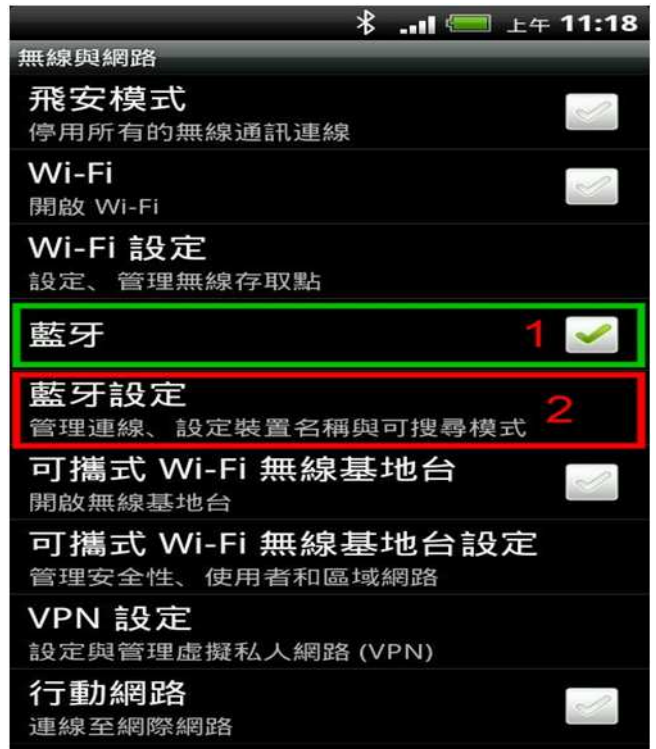 上午 11:18
無線與網路
飛安模式
停用所有的無線通訊連線
Wi-Fi
開啟 Wi-Fi
Wi-Fi 設定
設定、管理無線存取點
藍牙 1
藍牙設定 2
管理連線、設定裝置名稱與可搜尋模式
可攜式 Wi-Fi 無線基地台
開啟無線基地台
可攜式 Wi-Fi 無線基地台設定
管理安全性、使用者和區域網路
VPN 設定
設定與管理虛擬私人網路 (VPN)
行動網路
連線至網際網路